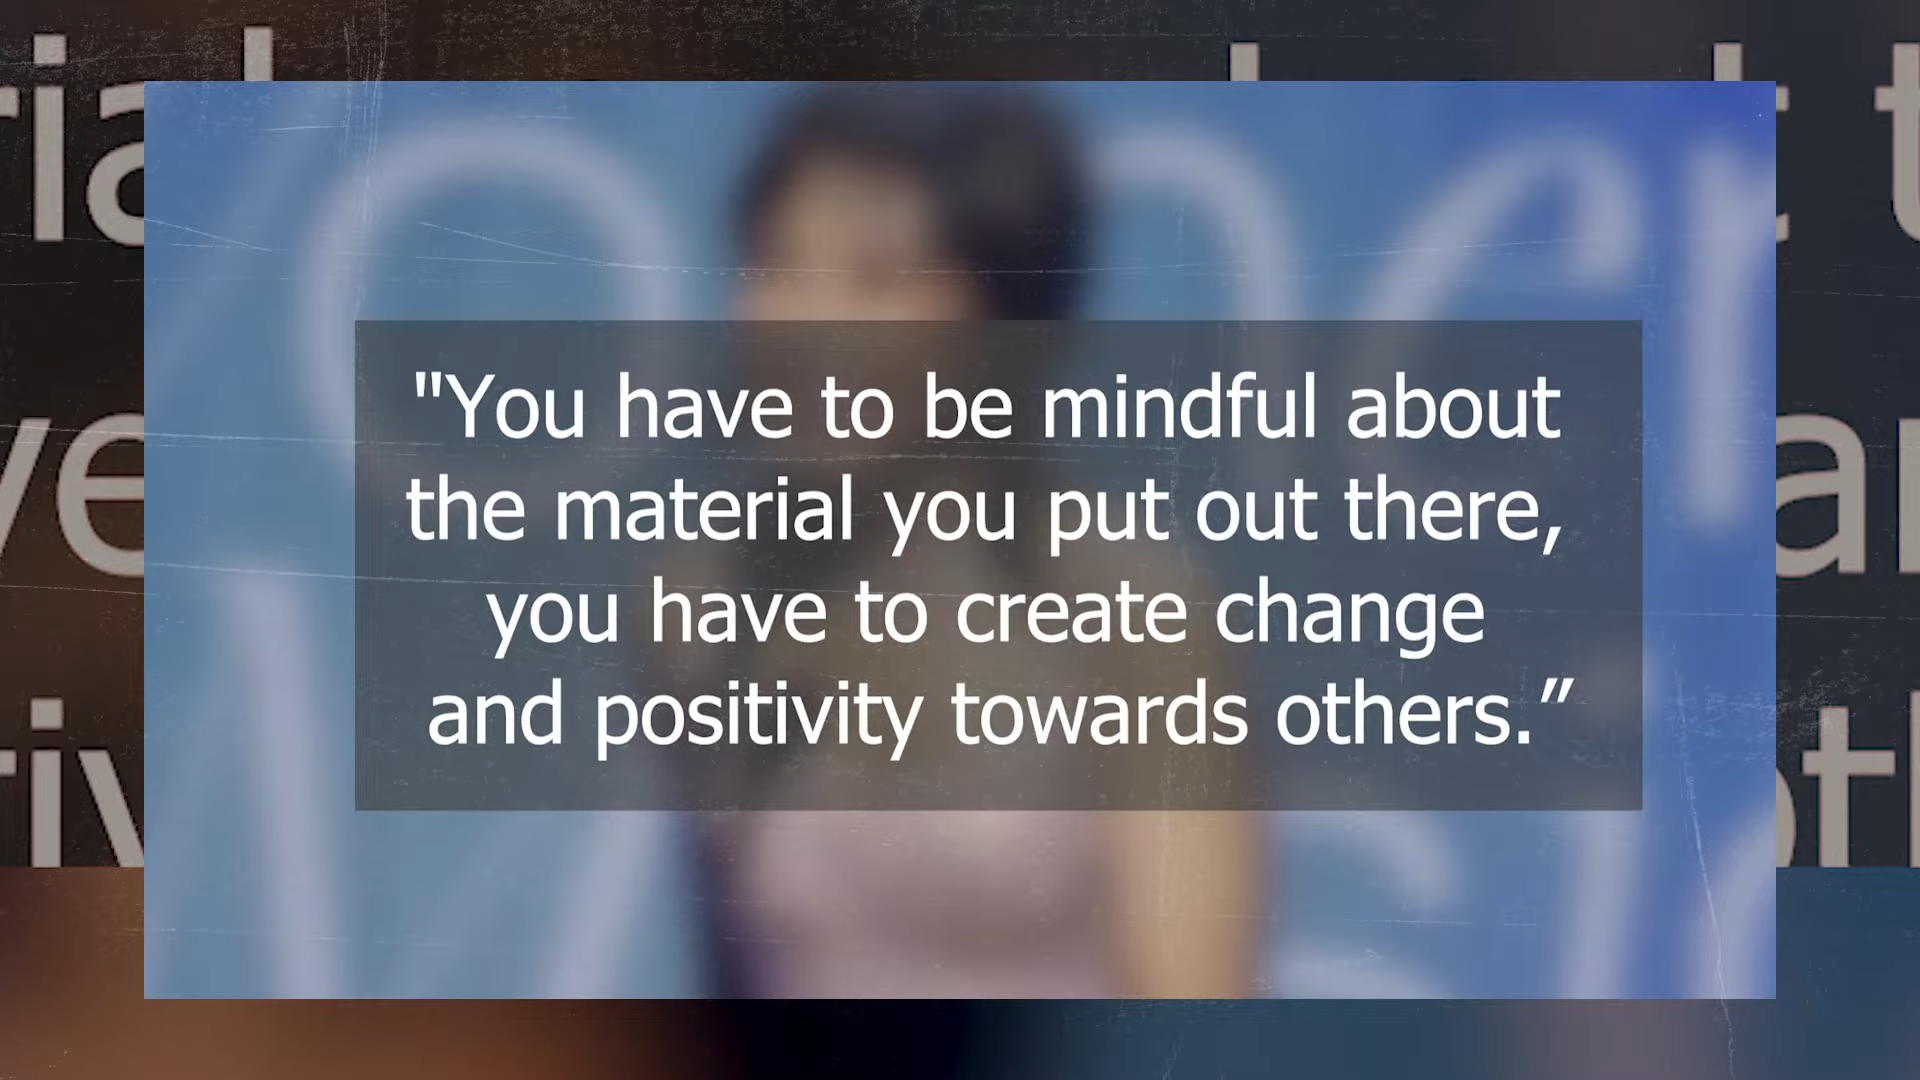 "You have to be mindful about
the material you put out there,
you have to create change
and positivity towards others.”